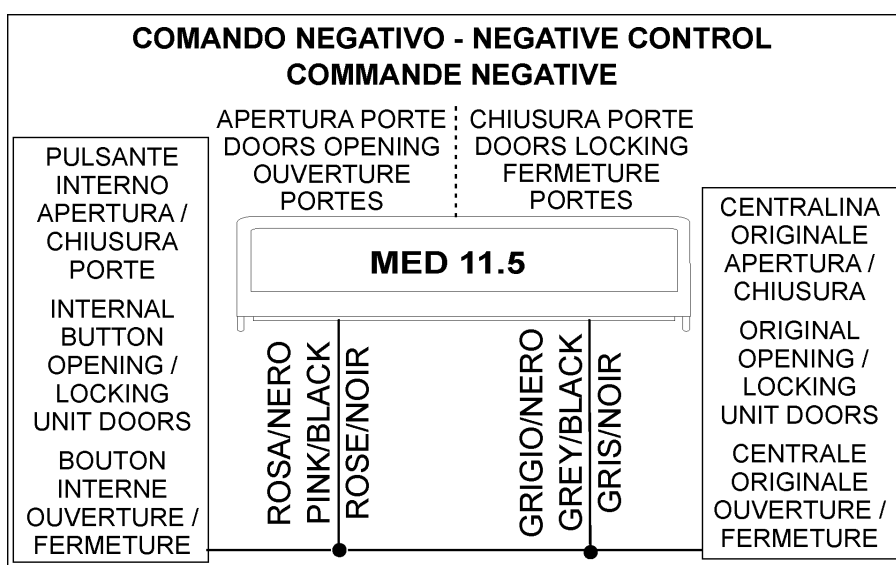 COMANDO NEGATIVO - NEGATIVE CONTROL
COMMANDE NEGATIVE
APERTURA PORTE
DOORS OPENING
OUVERTURE
PORTES
CHIUSURA PORTE
DOORS LOCKING
FERMETURE
PORTES
PULSANTE
INTERNO
APERTURA /
CHIUSURA
PORTE
INTERNAL
BUTTON
OPENING /
LOCKING
UNIT DOORS
BOUTON
INTERNE
OUVERTURE /
FERMETURE
MED 11.5
ROSA/NERO
PINK/BLACK
ROSE/NOIR
GRIGIO/NERO
GREY/BLACK
GRIS/NOIR
CENTRALINA
ORIGINALE
APERTURA /
CHIUSURA
ORIGINAL
OPENING /
LOCKING
UNIT DOORS
CENTRALE
ORIGINALE
OUVERTURE /
FERMETURE